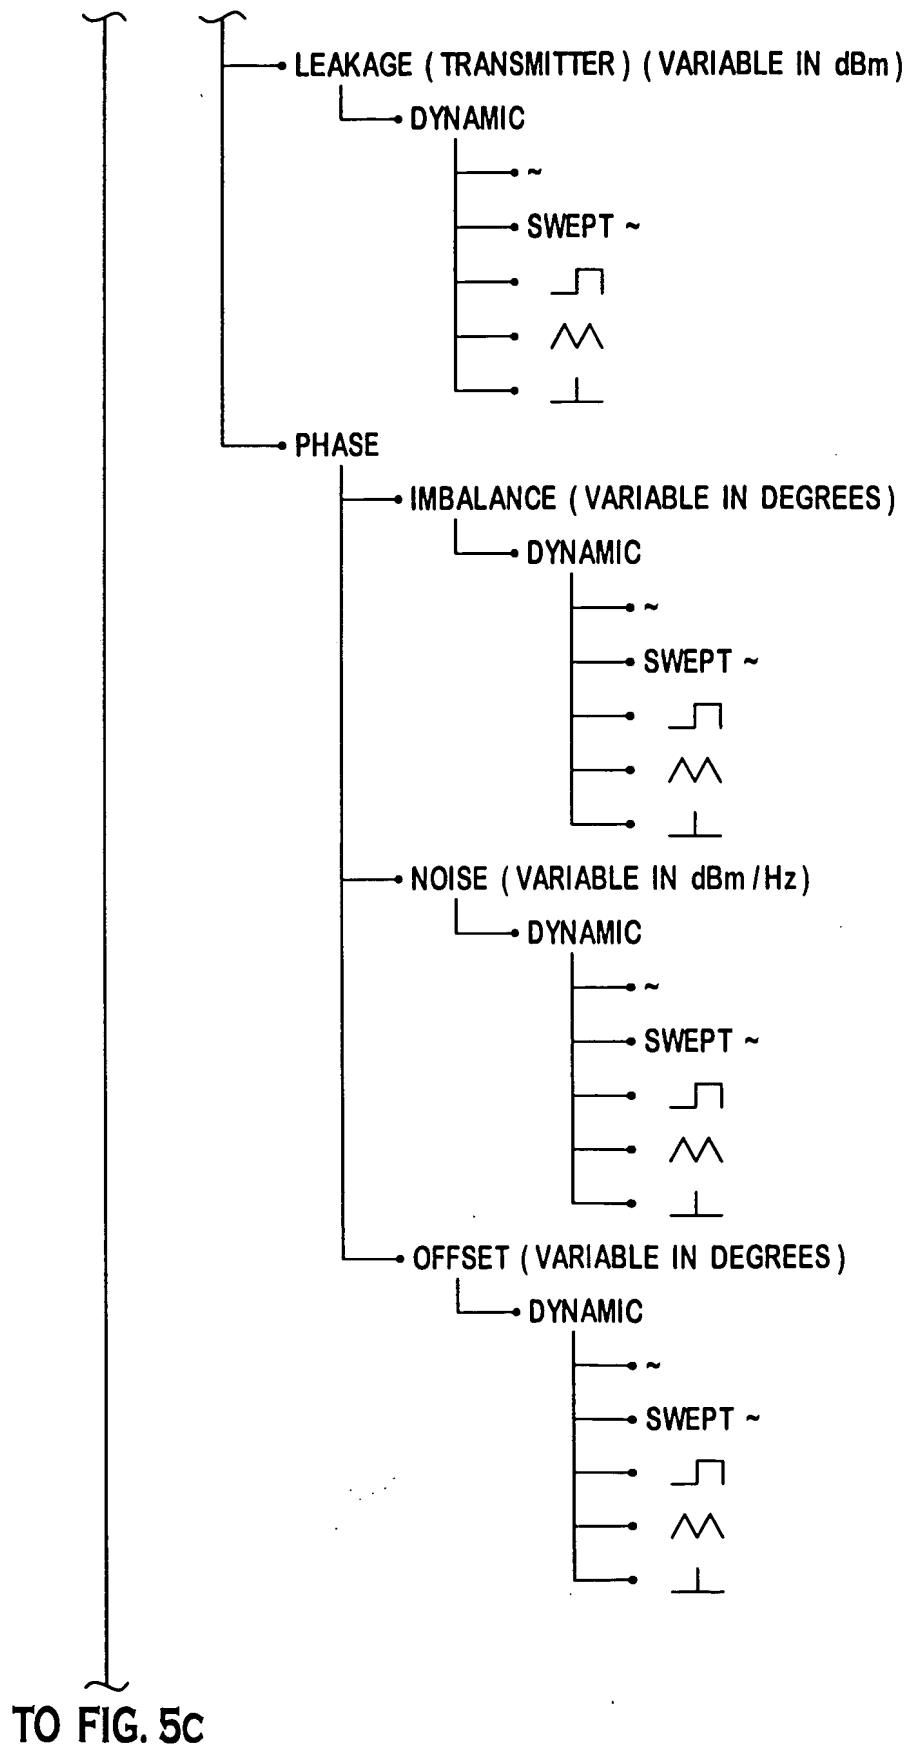 LEAKAGE (TRANSMITTER) (VARIABLE IN dBm)
DYNAMIC
~
SWEPT ~
PHASE
IMBALANCE (VARIABLE IN DEGREES)
DYNAMIC
~
SWEPT ~
NOISE (VARIABLE IN dBm/Hz)
DYNAMIC
~
SWEPT ~
OFFSET (VARIABLE IN DEGREES)
DYNAMIC
~
SWEPT ~
TO FIG. 5c